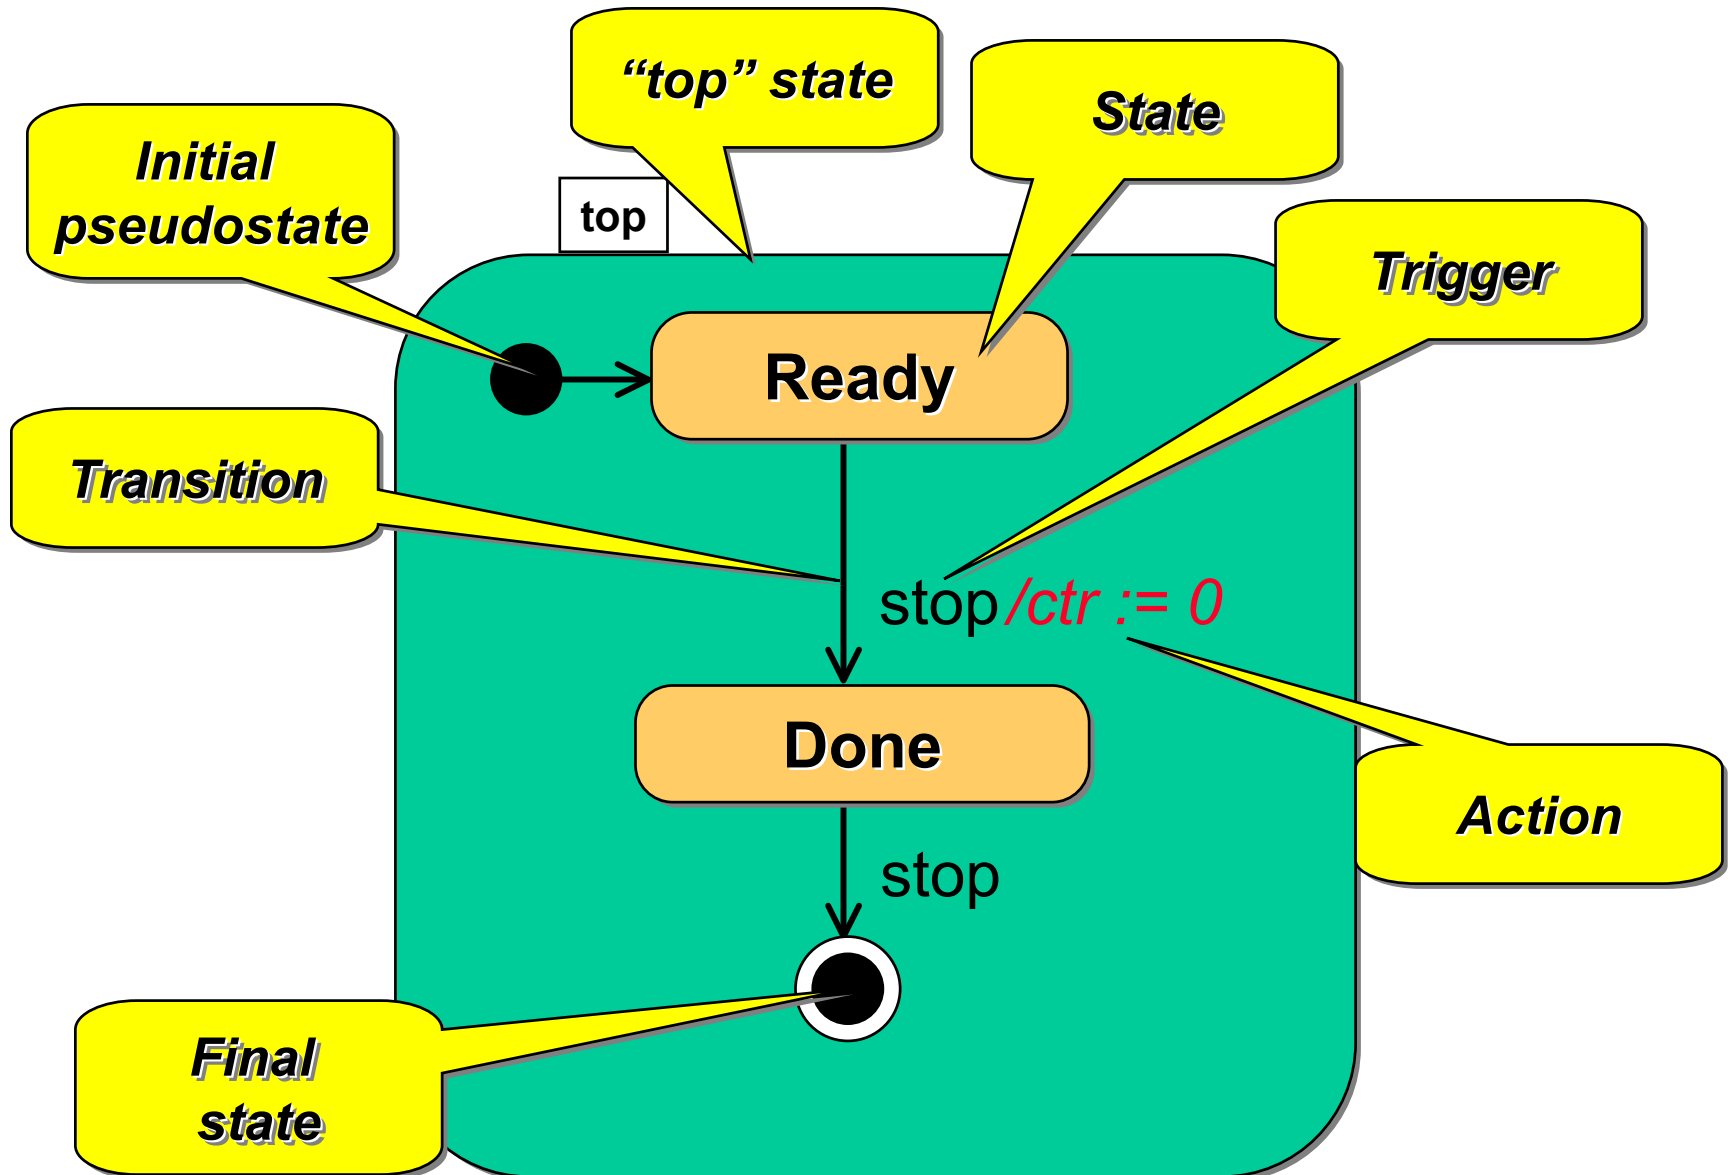 “top” state
State
Initial
pseudostate
top
Trigger
Ready
Transition
stop/ctr := 0
Done
Action
stop
Final
state